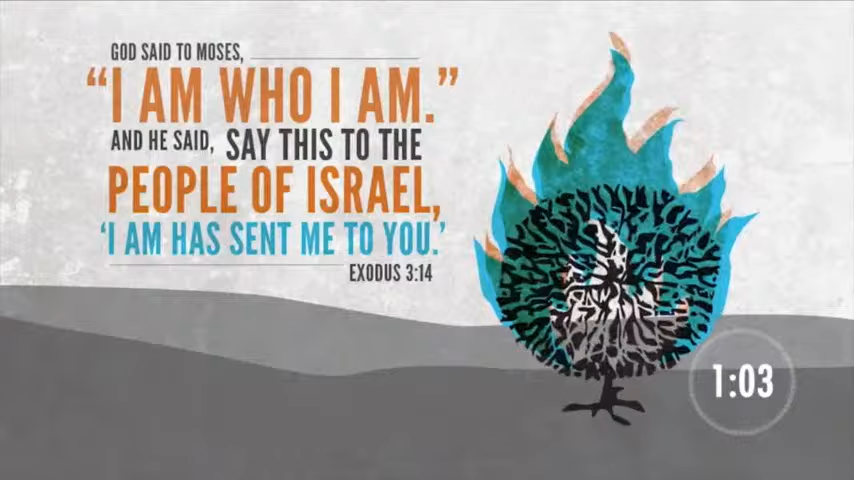 GOD SAID TO MOSES,
“I AM WHO I AM.”
AND HE SAID, SAY THIS TO THE
PEOPLE OF ISRAEL,
‘I AM HAS SENT ME TO YOU.’
EXODUS 3:14
1:03